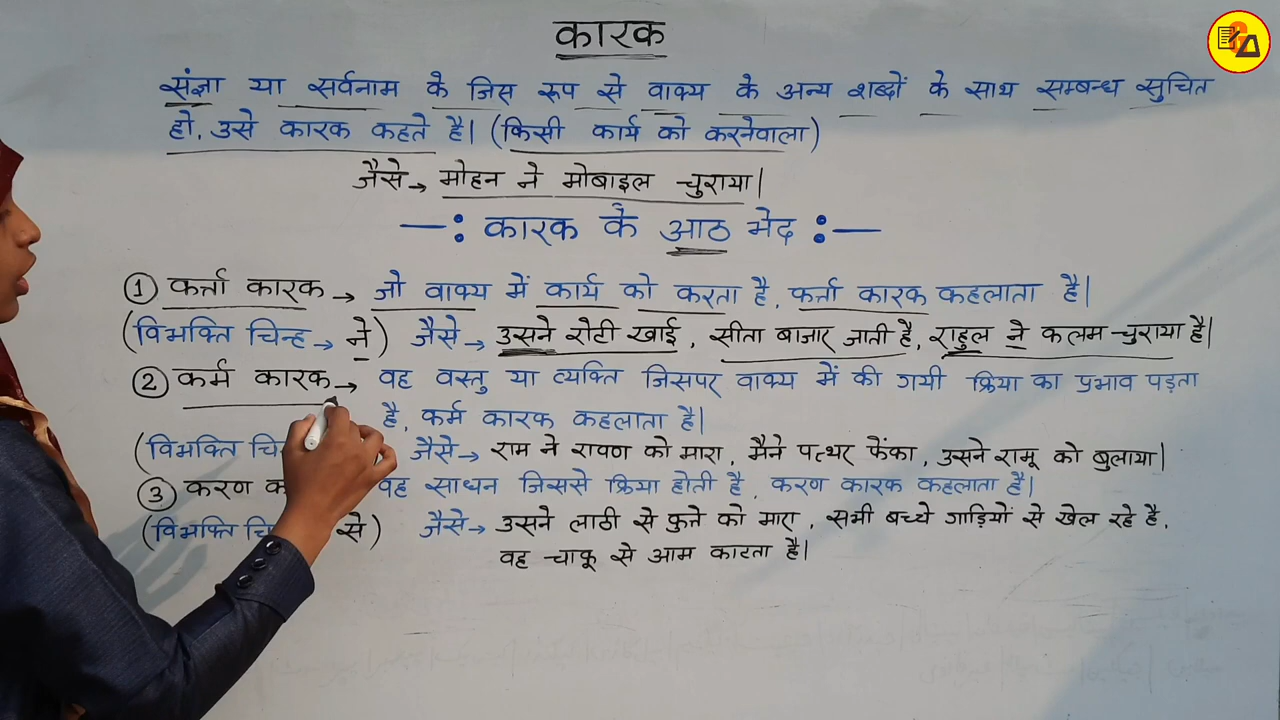 कारक
संज्ञा या सर्वनाम के जिस रूप से वाक्य के अन्य शब्दों के साथ सम्बन्ध सुचित
हो, उसे कारक कहते है। (किसी कार्य को करनेवाला)
जैसे→ मोहन ने मोबाइल चुराया।
—: कारक के आठ भेद :—
① कर्त्ता कारक → जो वाक्य में कार्य को करता है, कर्त्ता कारक कहलाता है।
(विभक्ति चिन्ह → ने) जैसे → उसने रोटी खाई, सीता बाजार जाती है, राहुल ने कलम चुराया है।
② कर्म कारक → वह वस्तु या व्यक्ति जिसपर वाक्य में की गयी क्रिया का प्रभाव पड़ता
है, कर्म कारक कहलाता है।
(विभक्ति जैसे → राम ने रावण को मारा, मैने पत्थर फेंका, उसने रामू को बुलाया।
③ करण वह साधन जिससे क्रिया होती है, करण कारक कहलाता है।
(विभक्ति से) जैसे → उसने लाठी से कुत्ते को मारा, सभी बच्चे गाड़ियों से खेल रहे है,
वह चाकू से आम काटता है।